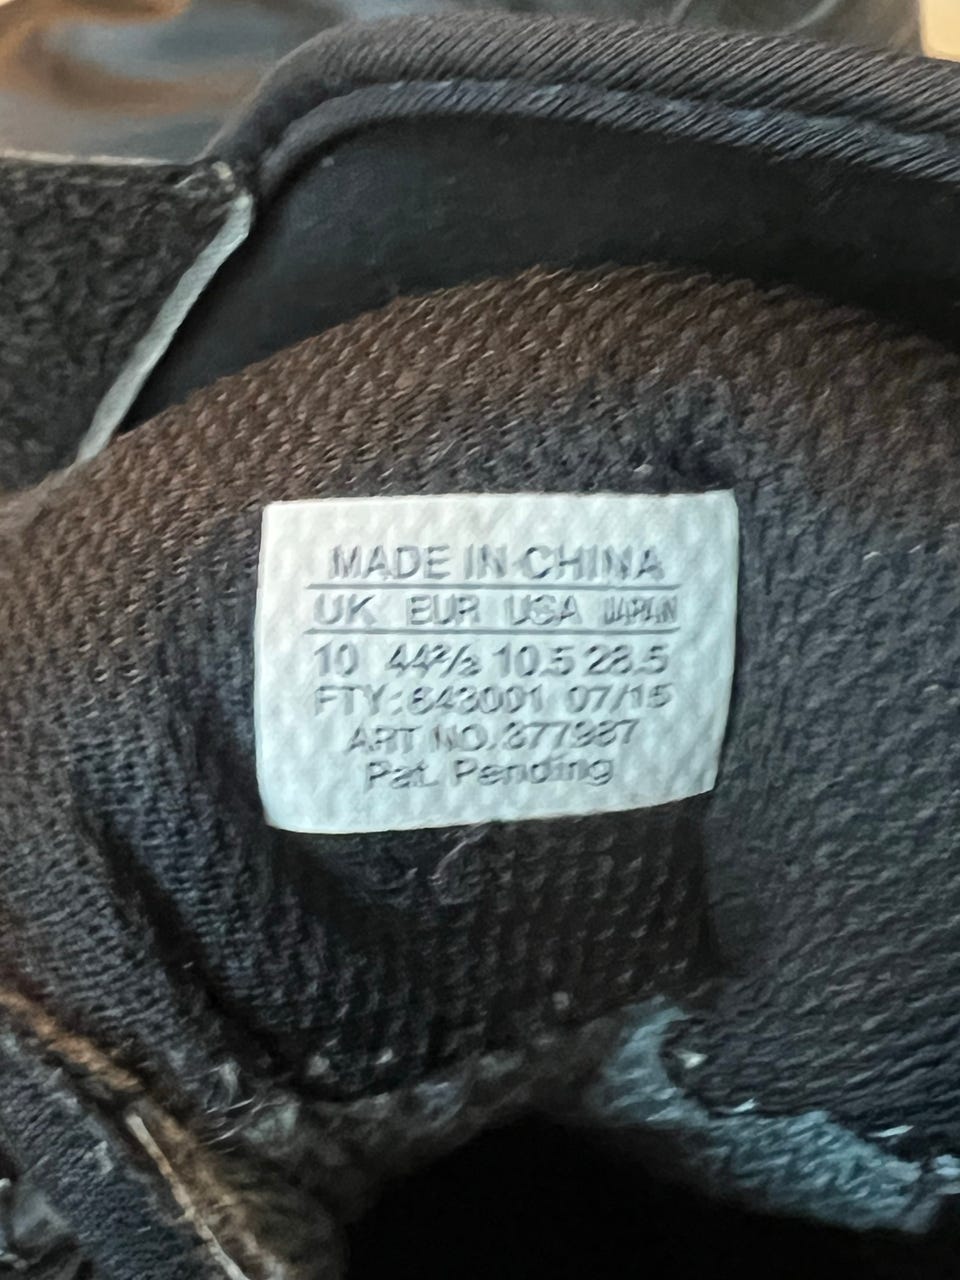 MADE IN CHINA
UK EUR USA JAPAN
10 44⅔ 10.5 28.5
FTY: 643001 07/15
ART NO. 377987
Pat. Pending